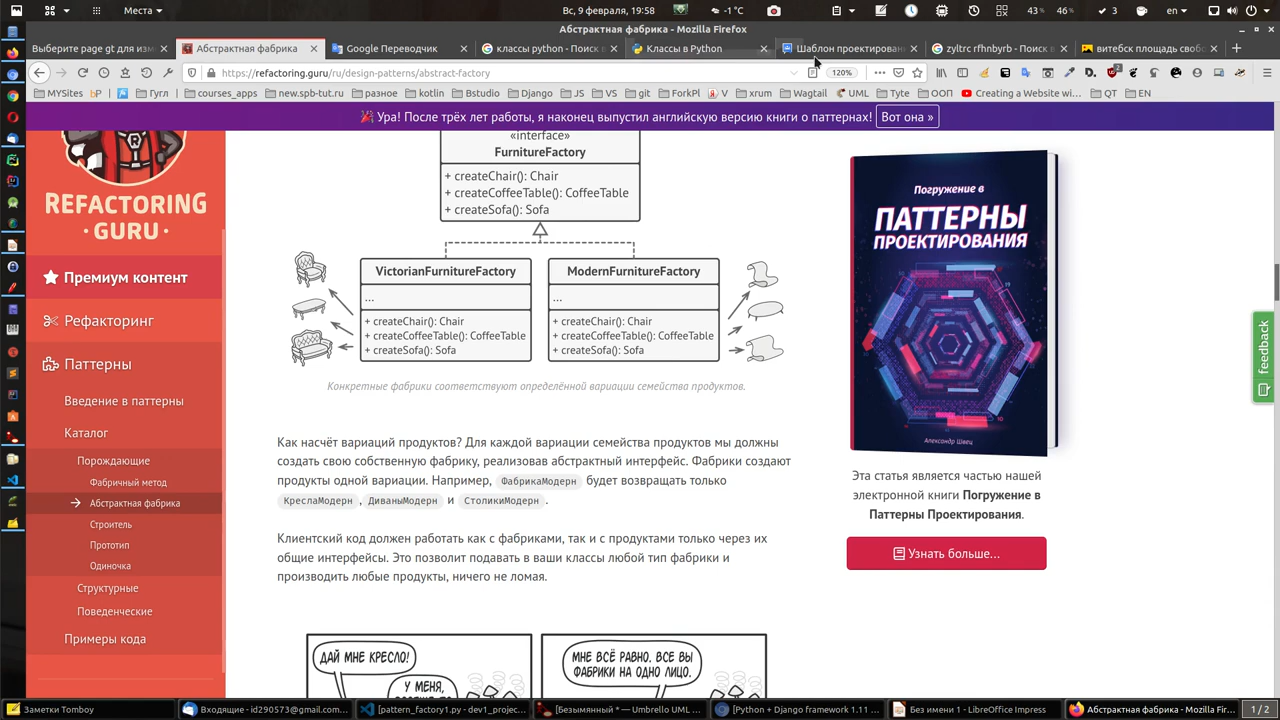 Места
Вс, 9 февраля, 19:58
-1°C
43 %
46 %
3
en
Абстрактная фабрика - Mozilla Firefox
Выберите page gt для изм
Абстрактная фабрика
Google Переводчик
классы python - Поиск в
Классы в Python
Шаблон проектирован
zyltrc rfhnbyrb - Поиск
витебск площадь свобо
https://refactoring.guru/ru/design-patterns/abstract-factory
120%
MYSites
bP
Гугл
courses_apps
new.spb-tut.ru
разное
kotlin
Bstudio
Django
JS
VS
git
ForkPl
V
xrum
Wagtail
UML
Tyte
ООП
Creating a Website wi…
QT
EN
Ура! После трёх лет работы, я наконец выпустил английскую версию книги о паттернах!
Вот она »
REFACTORING
· GURU ·
Премиум контент
Рефакторинг
Паттерны
Введение в паттерны
Каталог
Порождающие
Фабричный метод
Абстрактная фабрика
Строитель
Прототип
Одиночка
Структурные
Поведенческие
Примеры кода
«interface»
FurnitureFactory
+ createChair(): Chair
+ createCoffeeTable(): CoffeeTable
+ createSofa(): Sofa
VictorianFurnitureFactory
...
+ createChair(): Chair
+ createCoffeeTable(): CoffeeTable
+ createSofa(): Sofa
ModernFurnitureFactory
...
+ createChair(): Chair
+ createCoffeeTable(): CoffeeTable
+ createSofa(): Sofa
Конкретные фабрики соответствуют определённой вариации семейства продуктов.
Как насчёт вариаций продуктов? Для каждой вариации семейства продуктов мы должны
создать свою собственную фабрику, реализовав абстрактный интерфейс. Фабрики создают
продукты одной вариации. Например, ФабрикаМодерн будет возвращать только
КреслаМодерн , ДиваныМодерн и СтоликиМодерн .
Клиентский код должен работать как с фабриками, так и с продуктами только через их
общие интерфейсы. Это позволит подавать в ваши классы любой тип фабрики и
производить любые продукты, ничего не ломая.
ДАЙ МНЕ КРЕСЛО!
У МЕНЯ,
МНЕ ВСЁ РАВНО. ВСЕ ВЫ
ФАБРИКИ НА ОДНО ЛИЦО.
Погружение в
ПАТТЕРНЫ
ПРОЕКТИРОВАНИЯ
Александр Швец
Эта статья является частью нашей
электронной книги Погружение в
Паттерны Проектирования.
Узнать больше...
feedback
Заметки Tomboy
Входящие - id290573@gmail.com…
[pattern_factory1.py - dev1_projec…
[Безымянный * — Umbrello UML …
[Python + Django framework 1.11 …
Без имени 1 - LibreOffice Impress
Абстрактная фабрика - Mozilla Fir…
1 / 2